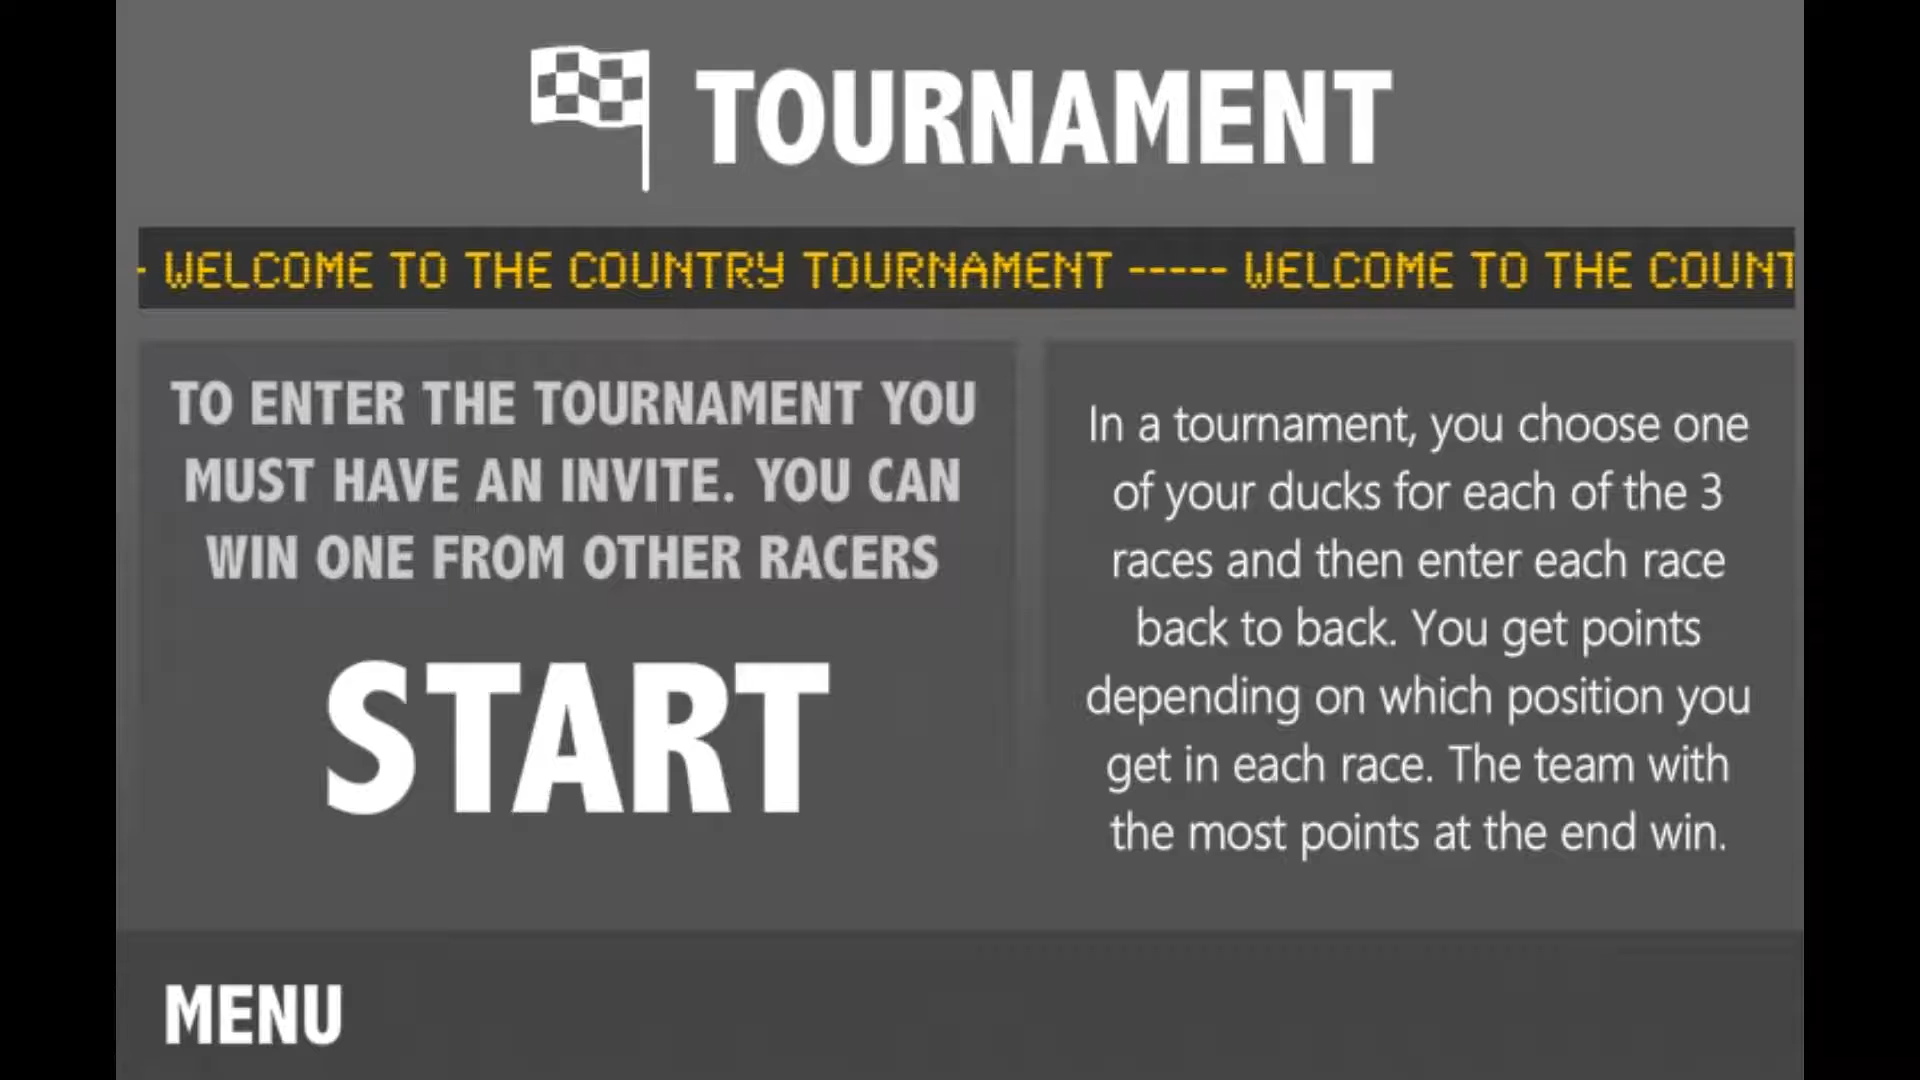 TOURNAMENT
- WELCOME TO THE COUNTRY TOURNAMENT ----- WELCOME TO THE COUNT
TO ENTER THE TOURNAMENT YOU
MUST HAVE AN INVITE. YOU CAN
WIN ONE FROM OTHER RACERS
START
In a tournament, you choose one
of your ducks for each of the 3
races and then enter each race
back to back. You get points
depending on which position you
get in each race. The team with
the most points at the end win.
MENU